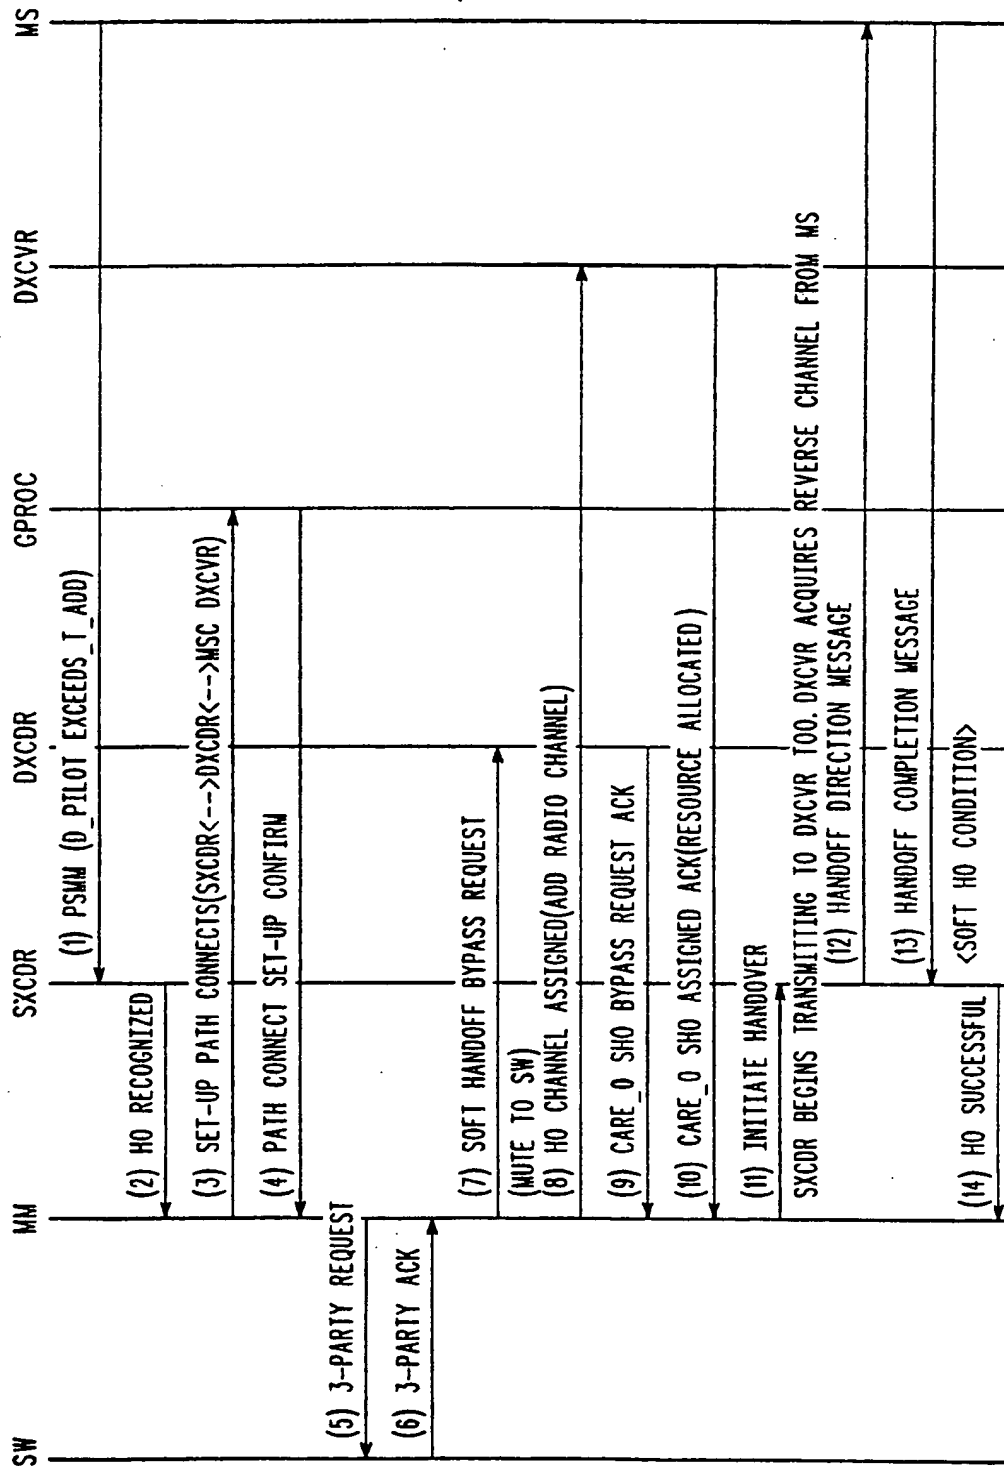 SW MM SXCDR DXCDR GPROC DXCVR MS
(1) PSMM (D_PILOT EXCEEDS_T_ADD)
(2) HO RECOGNIZED
(3) SET-UP PATH CONNECTS(SXCDR<-->DXCDR<-->MSC DXCVR)
(4) PATH CONNECT SET-UP CONFIRM
(5) 3-PARTY REQUEST
(6) 3-PARTY ACK
(7) SOFT HANDOFF BYPASS REQUEST
(MUTE TO SW)
(8) HO CHANNEL ASSIGNED(ADD RADIO CHANNEL)
(9) CARE_0 SHO BYPASS REQUEST ACK
(10) CARE_0 SHO ASSIGNED ACK(RESOURCE ALLOCATED)
(11) INITIATE HANDOVER
SXCDR BEGINS TRANSMITTING TO DXCVR TOO. DXCVR ACQUIRES REVERSE CHANNEL FROM MS
(12) HANDOFF DIRECTION MESSAGE
(13) HANDOFF COMPLETION MESSAGE
<SOFT HO CONDITION>
(14) HO SUCCESSFUL